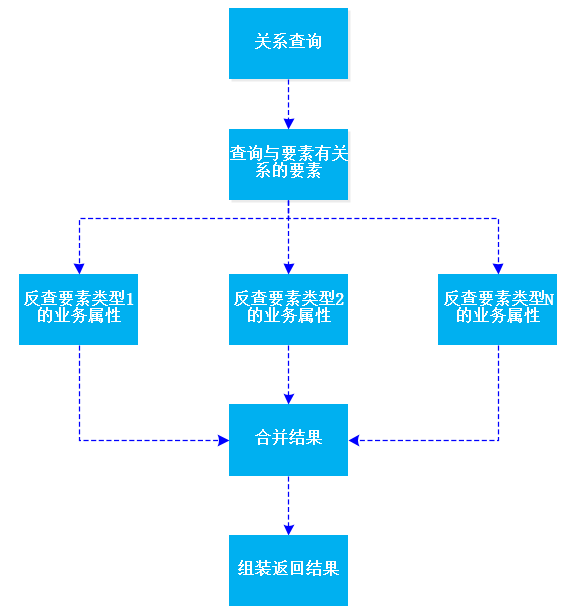 关系查询
查询与要素有关
系的要素
反查要素类型1
的业务属性
反查要素类型2
的业务属性
反查要素类型N
的业务属性
合并结果
组装返回结果